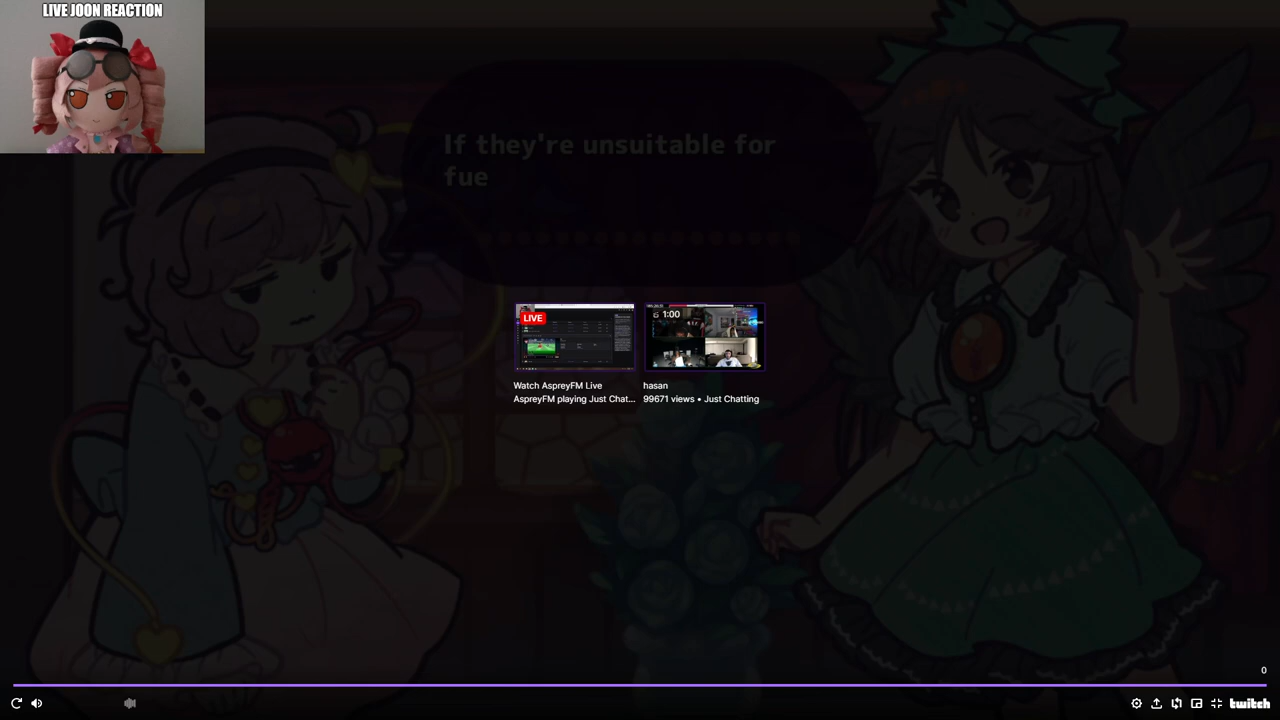 LIVE JOON REACTION
If they're unsuitable for
fue
LIVE
1:00
Watch AspreyFM Live
AspreyFM playing Just Chat...
hasan
99671 views • Just Chatting
0
twitch